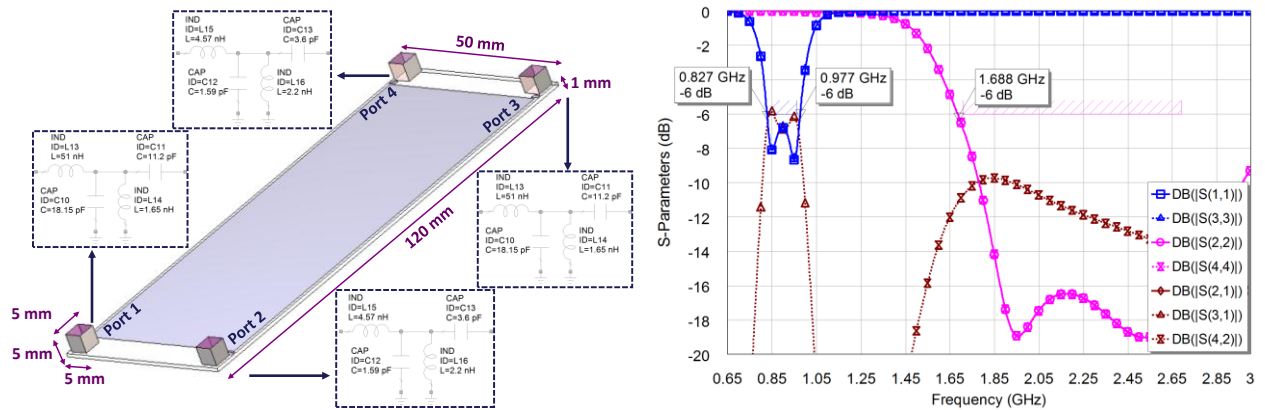 IND
ID=L15
L=4.57 nH
CAP
ID=C13
C=3.6 pF
CAP
ID=C12
C=1.59 pF
IND
ID=L16
L=2.2 nH
50 mm
1 mm
Port 4
Port 3
IND
ID=L13
L=51 nH
CAP
ID=C11
C=11.2 pF
CAP
ID=C10
C=18.15 pF
IND
ID=L14
L=1.65 nH
IND
ID=L13
L=51 nH
CAP
ID=C11
C=11.2 pF
CAP
ID=C10
C=18.15 pF
IND
ID=L14
L=1.65 nH
120 mm
Port 1
Port 2
5 mm
5 mm
5 mm
IND
ID=L15
L=4.57 nH
CAP
ID=C13
C=3.6 pF
CAP
ID=C12
C=1.59 pF
IND
ID=L16
L=2.2 nH
S-Parameters (dB)
0
-2
-4
-6
-8
-10
-12
-14
-16
-18
-20
0.827 GHz
-6 dB
0.977 GHz
-6 dB
1.688 GHz
-6 dB
DB(|S(1,1)|)
DB(|S(3,3)|)
DB(|S(2,2)|)
DB(|S(4,4)|)
DB(|S(2,1)|)
DB(|S(3,1)|)
DB(|S(4,2)|)
0.65 0.85 1.05 1.25 1.45 1.65 1.85 2.05 2.25 2.45 2.65 2.85 3
Frequency (GHz)